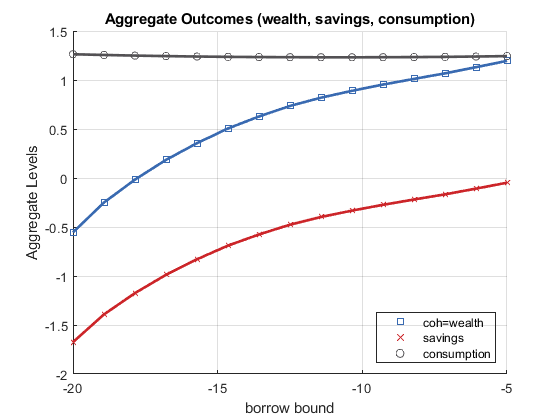 Aggregate Outcomes (wealth, savings, consumption)
1.5
1
0.5
0
-0.5
-1
-1.5
-2
Aggregate Levels
-20
-15
-10
-5
borrow bound
coh=wealth
savings
consumption